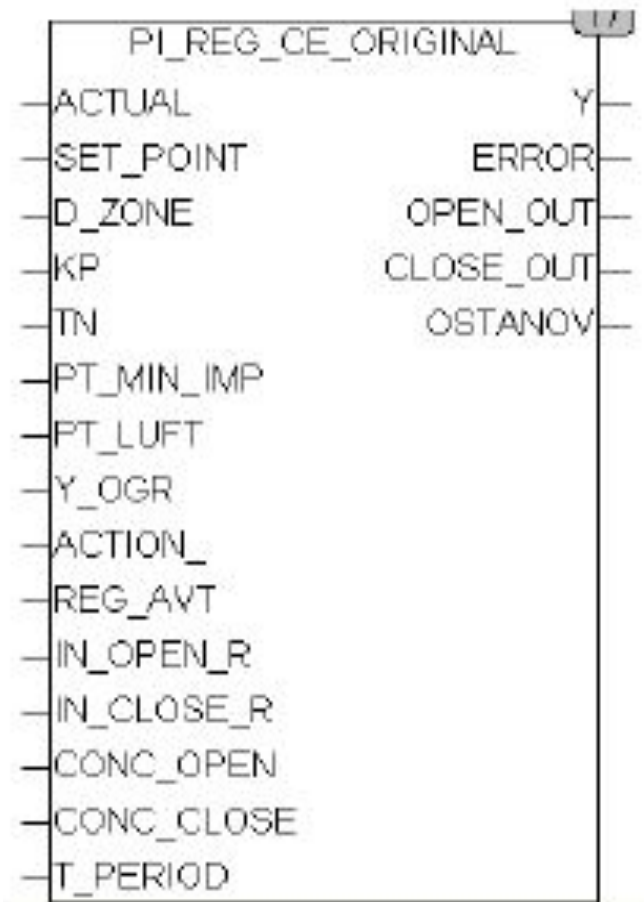 PI_REG_CE_ORIGINAL
ACTUAL Y
SET_POINT ERROR
D_ZONE OPEN_OUT
KP CLOSE_OUT
TN OSTANOV
PT_MIN_IMP
PT_LUFT
Y_OGR
ACTION_
REG_AVT
IN_OPEN_R
IN_CLOSE_R
CONC_OPEN
CONC_CLOSE
T_PERIOD